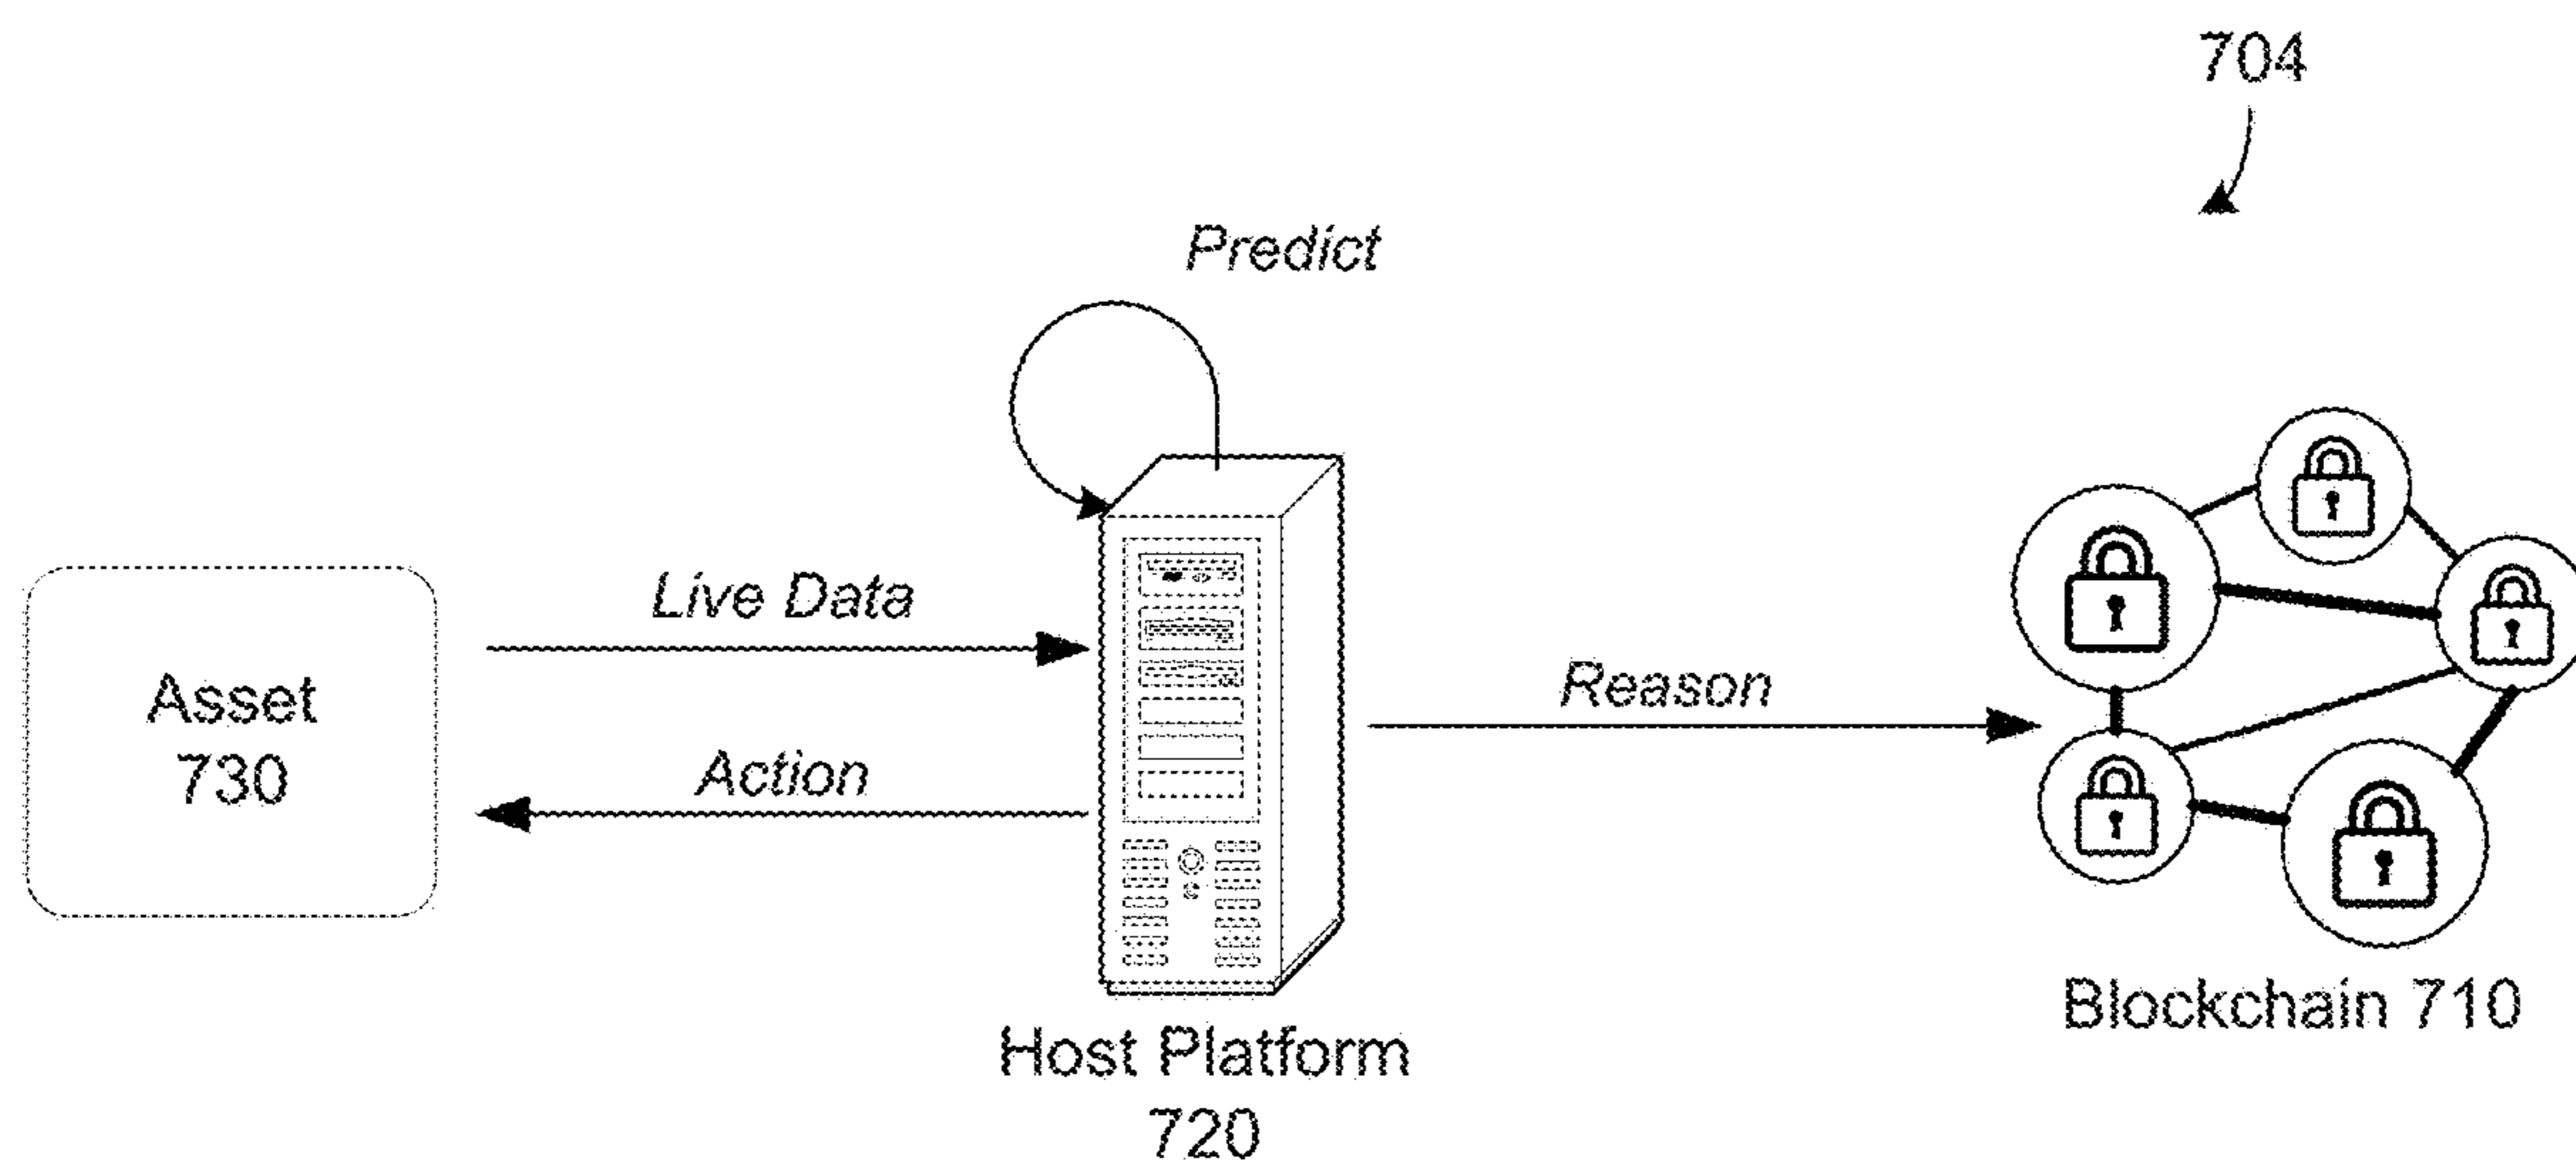 704
Predict
Live Data
Asset
730
Action
Reason
Host Platform
720
Blockchain 710